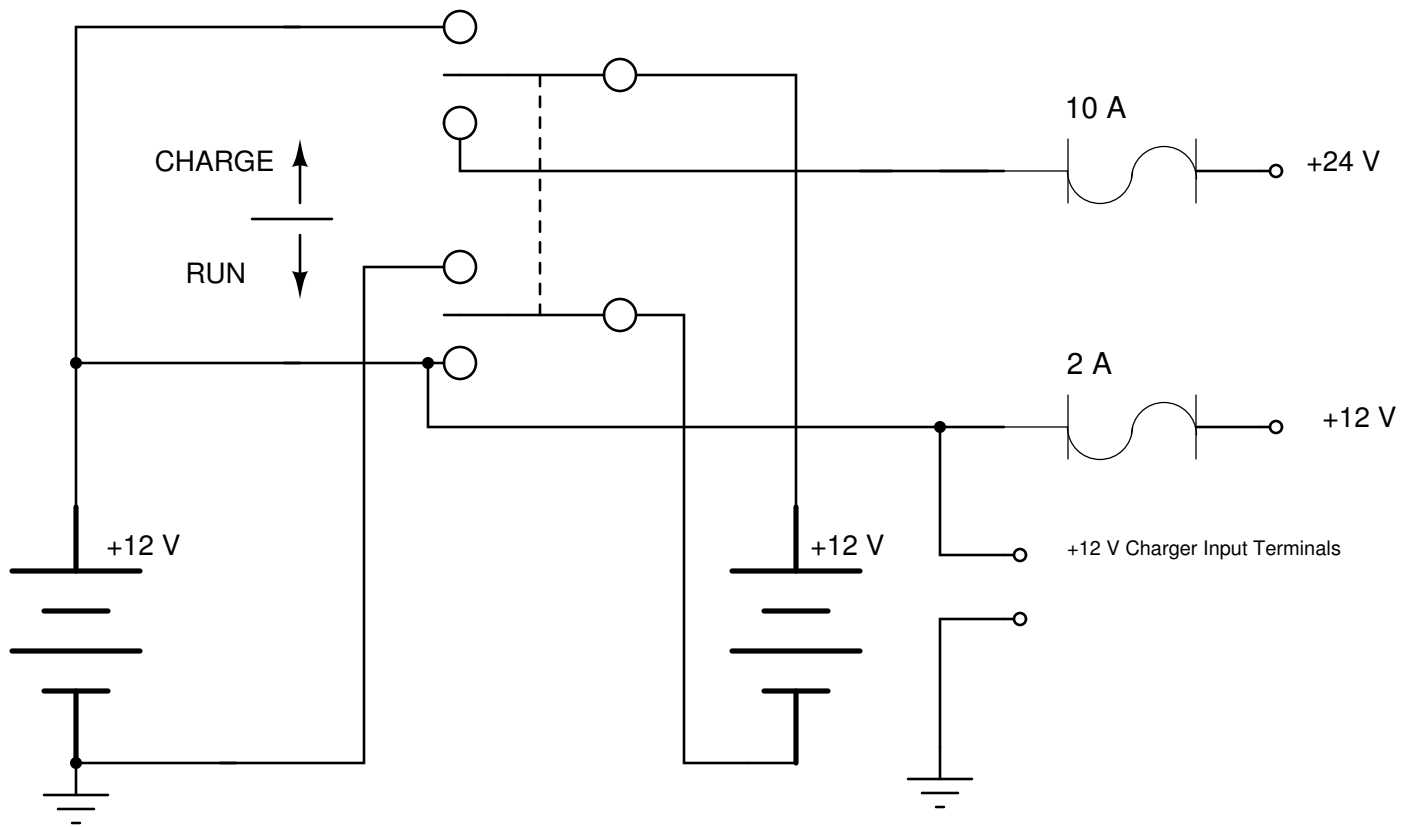 10 A
CHARGE
+24 V
RUN
2 A
+12 V
+12 V
+12 V
+12 V Charger Input Terminals